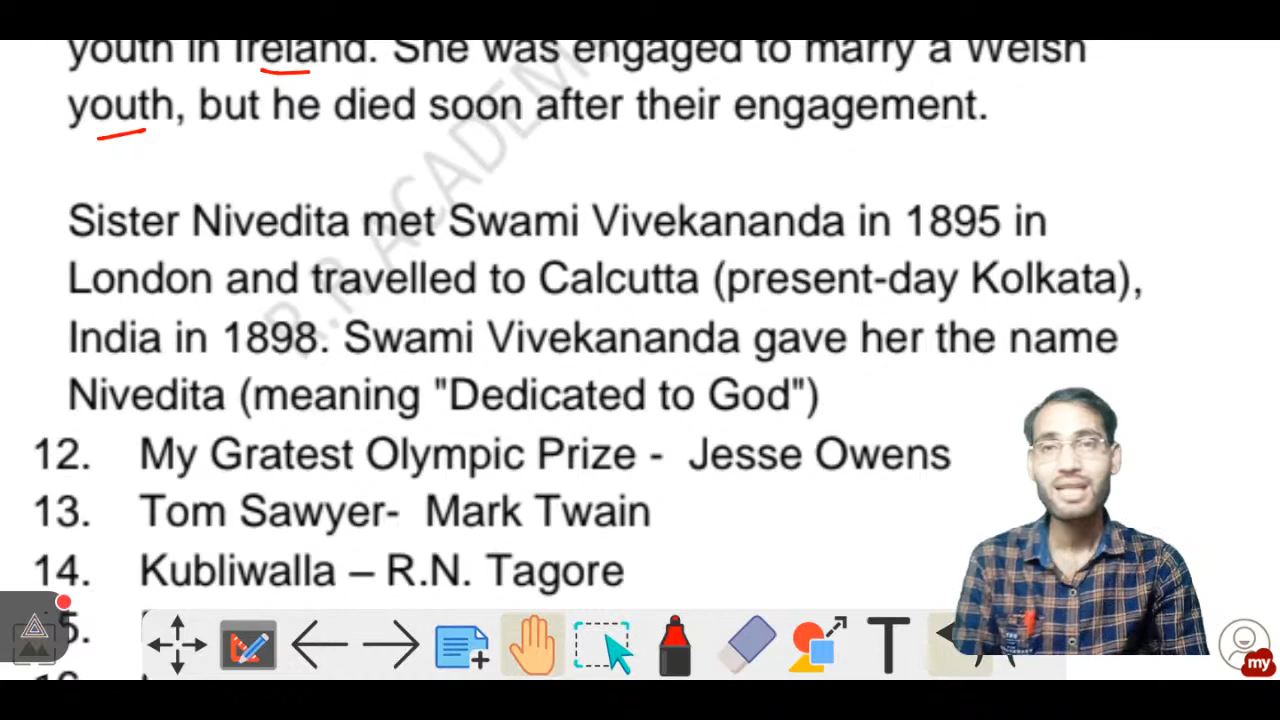 youth in Ireland. She was engaged to marry a Welsh
youth, but he died soon after their engagement.
R.R ACADEM
Sister Nivedita met Swami Vivekananda in 1895 in
London and travelled to Calcutta (present-day Kolkata),
India in 1898. Swami Vivekananda gave her the name
Nivedita (meaning "Dedicated to God")
12. My Gratest Olympic Prize - Jesse Owens
13. Tom Sawyer- Mark Twain
14. Kubliwalla – R.N. Tagore
5.
T
my